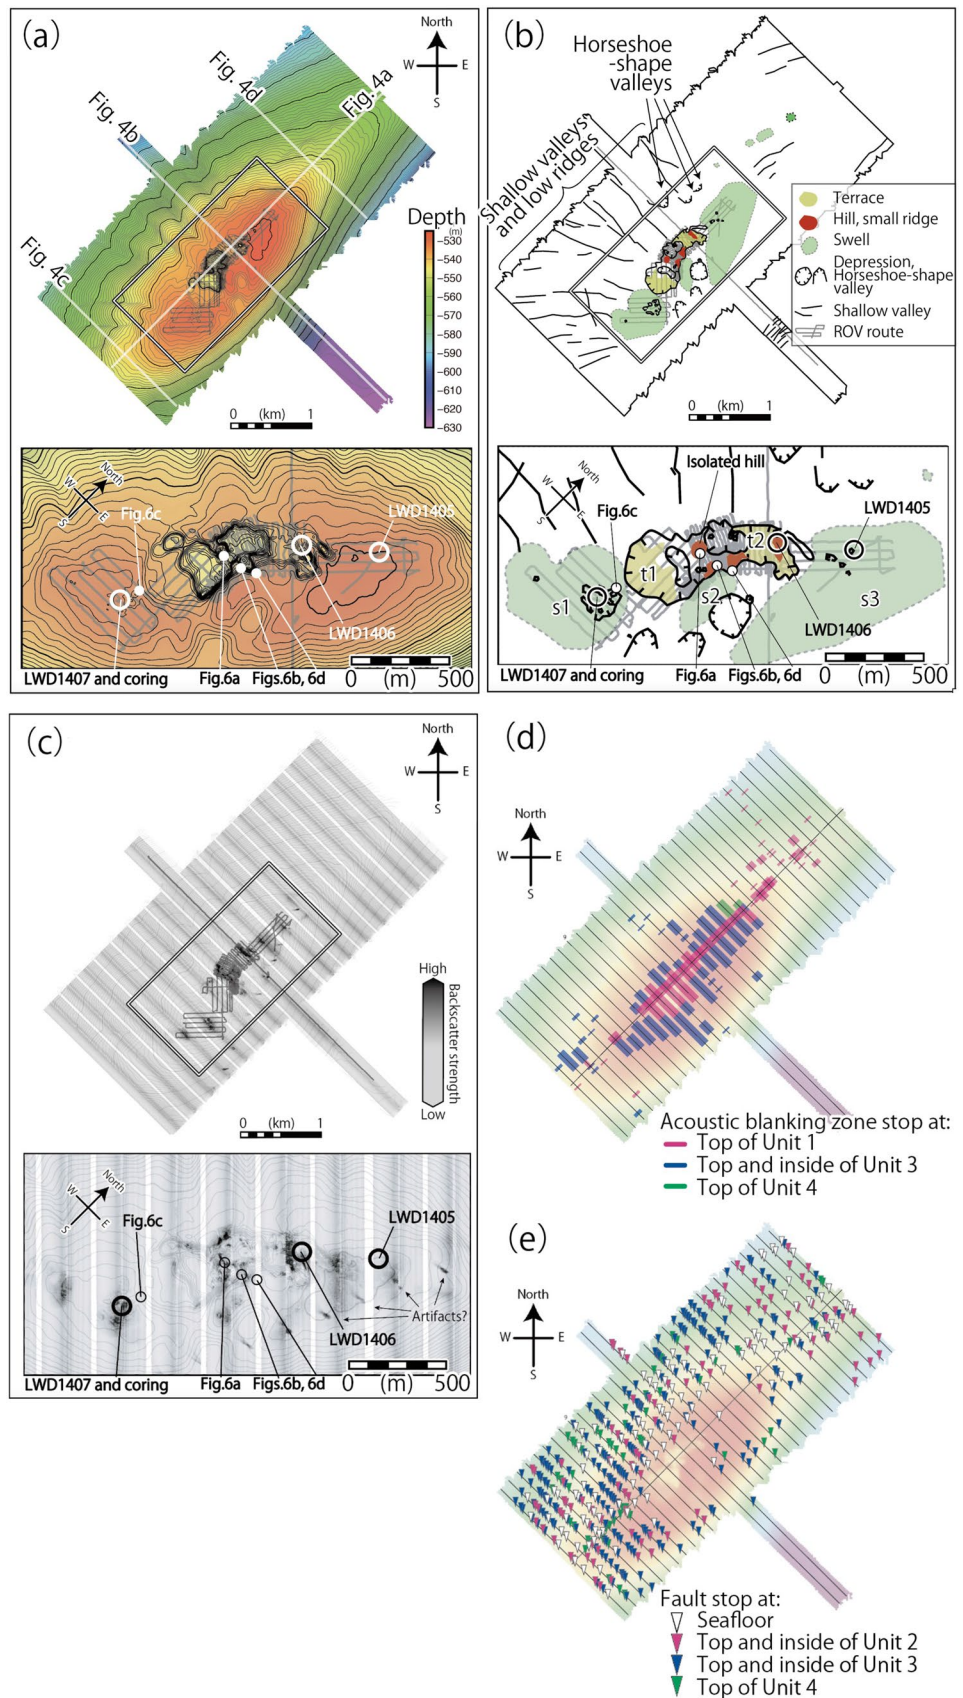 (a)
North
W
E
S
Fig. 4a
Fig. 4d
Fig. 4b
Fig. 4c
Depth
(m)
−530
−540
−550
−560
−570
−580
−590
−600
−610
−620
−630
0 (km) 1
North
W
S
E
Fig.6c
LWD1405
LWD1406
LWD1407 and coring
Fig.6a
Figs.6b, 6d
0 (m) 500
(b)
Horseshoe
-shape
valleys
North
W
E
S
Shallow valleys
and low ridges
Terrace
Hill, small ridge
Swell
Depression,
Horseshoe-shape
valley
Shallow valley
ROV route
0 (km) 1
Isolated hill
North
W
S
E
Fig.6c
LWD1405
t1
t2
s1
s2
s3
LWD1406
LWD1407 and coring
Fig.6a
Figs.6b, 6d
0 (m) 500
(c)
North
W
E
S
High
Backscatter strength
Low
0 (km) 1
North
W
S
E
Fig.6c
LWD1405
Artifacts?
LWD1406
LWD1407 and coring
Fig.6a
Figs.6b, 6d
0 (m) 500
(d)
North
W
E
S
Acoustic blanking zone stop at:
Top of Unit 1
Top and inside of Unit 3
Top of Unit 4
(e)
North
W
E
S
Fault stop at:
Seafloor
Top and inside of Unit 2
Top and inside of Unit 3
Top of Unit 4